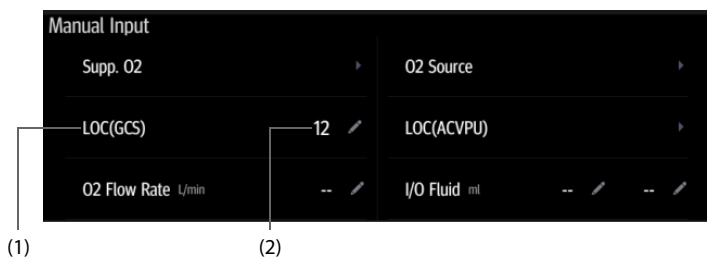 Manual Input
Supp. O2
O2 Source
LOC(GCS) 12
LOC(ACVPU)
O2 Flow Rate L/min --
I/O Fluid ml -- --
(1) (2)